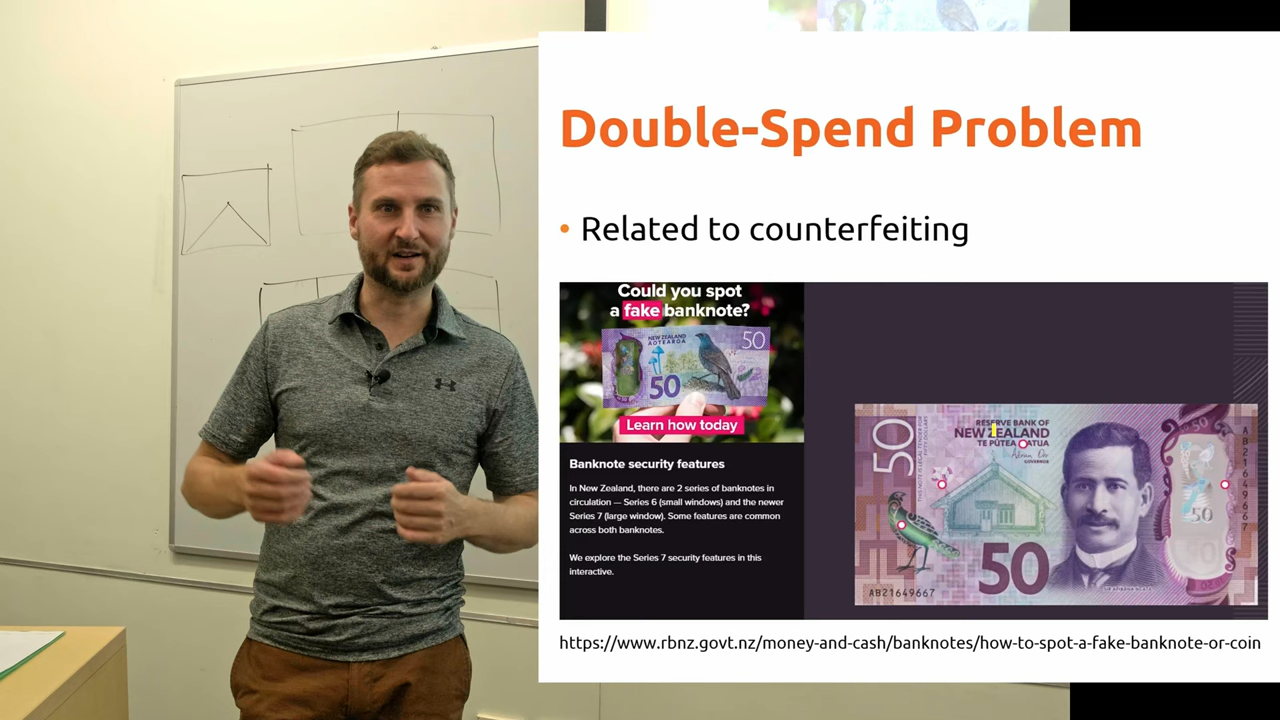 Double-Spend Problem
• Related to counterfeiting
Could you spot
a fake banknote?
NEW ZEALAND
AOTEAROA
50
50
Learn how today
Banknote security features
In New Zealand, there are 2 series of banknotes in
circulation — Series 6 (small windows) and the newer
Series 7 (large window). Some features are common
across both banknotes.
We explore the Series 7 security features in this
interactive.
50
RESERVE BANK OF
NEW ZEALAND
TE PŪTEA MATUA
GOVERNOR
50
50
50
AB21649667
AB21649667
https://www.rbnz.govt.nz/money-and-cash/banknotes/how-to-spot-a-fake-banknote-or-coin